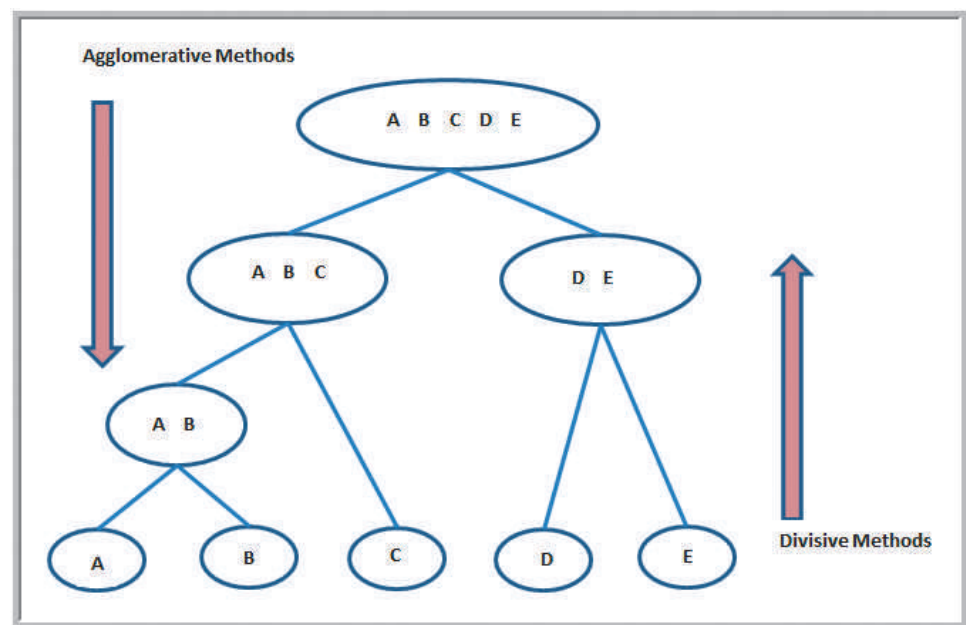 Agglomerative Methods
A B C D E
A B C
D E
A B
A
B
C
D
E
Divisive Methods